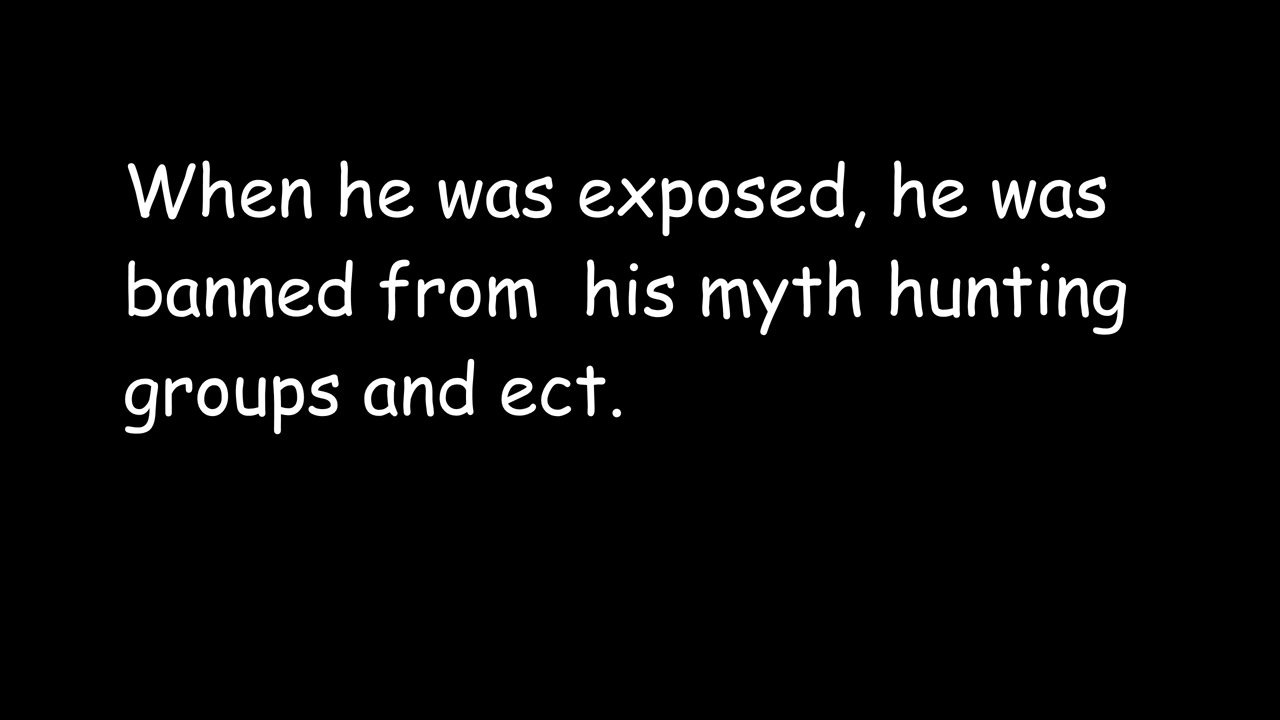 When he was exposed, he was
banned from  his myth hunting
groups and ect.